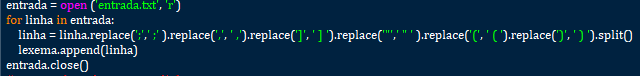 entrada = open ('entrada.txt', 'r')
for linha in entrada:
linha = linha.replace(';',' ;' ).replace(',', ' ,').replace(']', ' ] ').replace('"',' " ' ).replace('(', ' ( ').replace(')', ' ) ').split()
lexema.append(linha)
entrada.close()